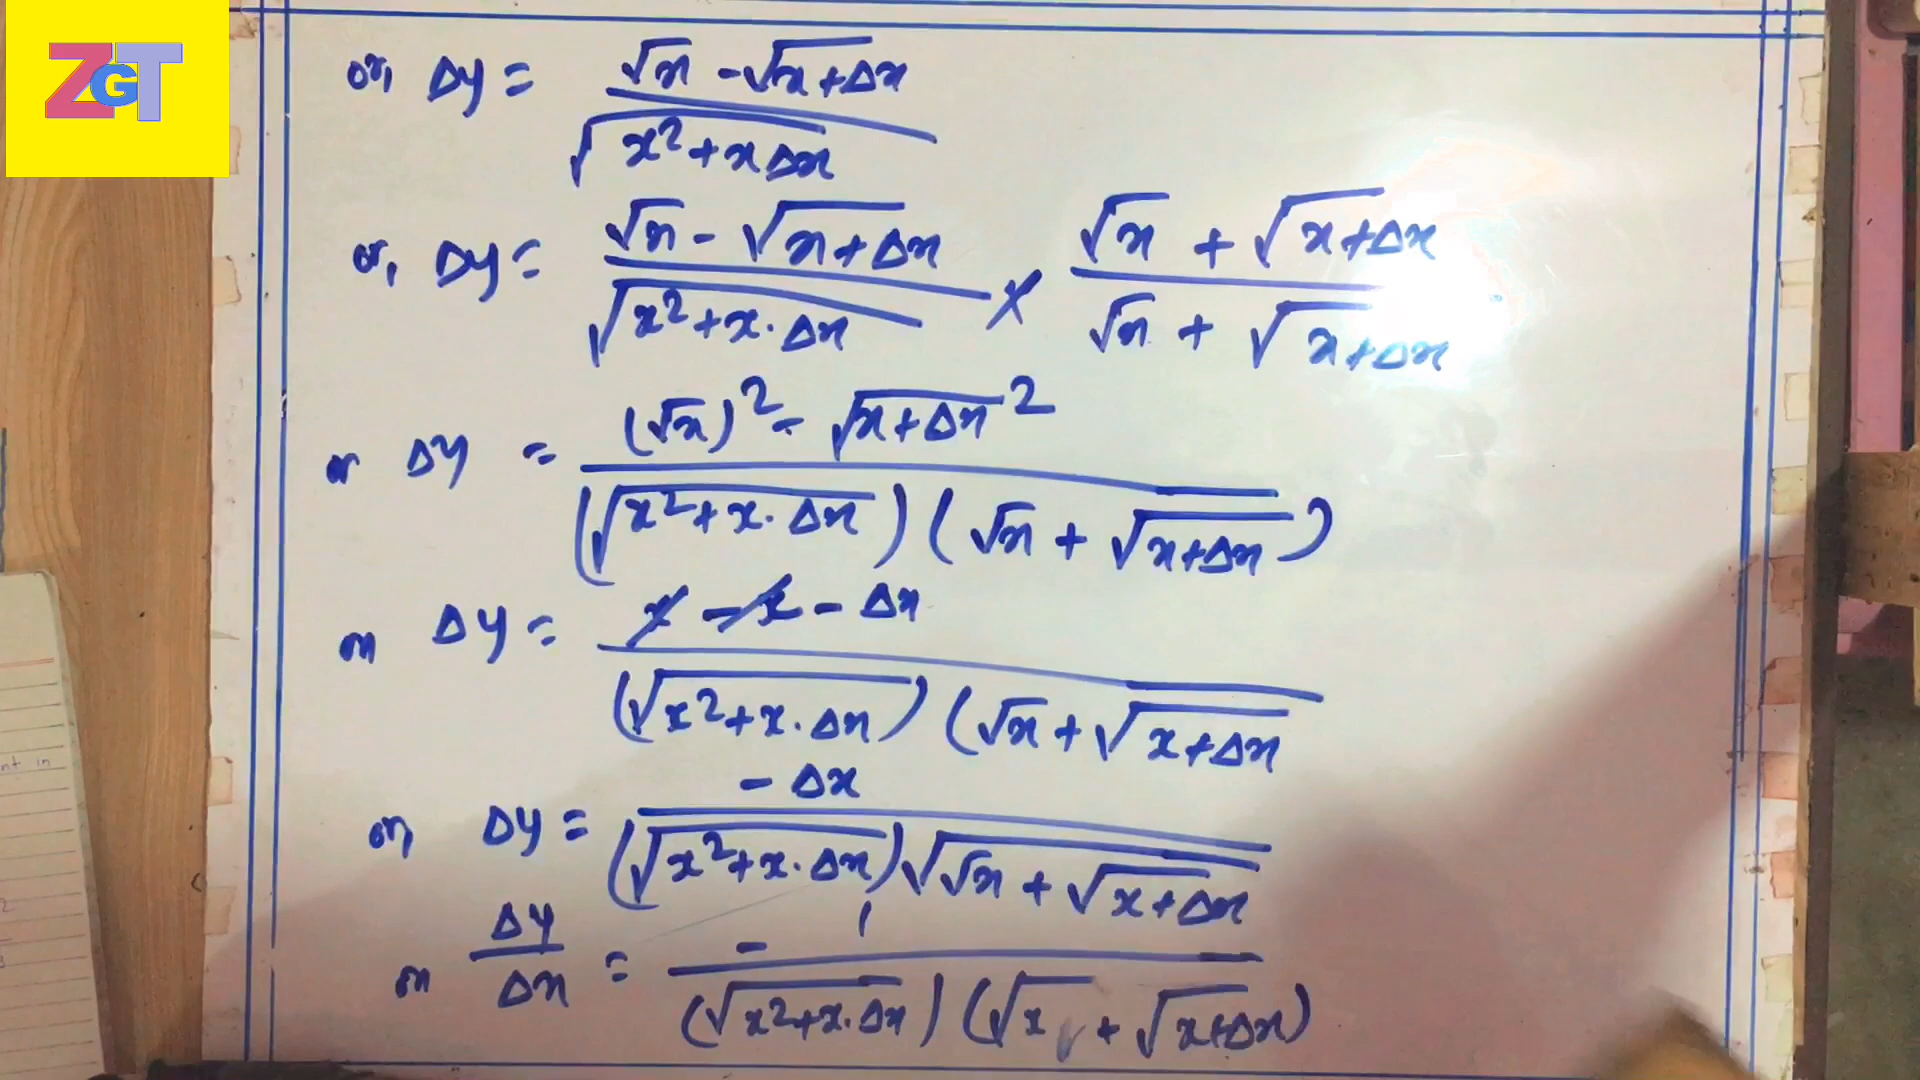 ZGT
or, Δy = (√x - √(x+Δx)) / √(x²+xΔx)
or, Δy = (√x - √(x+Δx)) / √(x²+x·Δx) × (√x + √(x+Δx)) / (√x + √(x+Δx))
or Δy = ((√x)² - √(x+Δx)²) / (√(x²+x·Δx)) (√x + √(x+Δx))
or Δy = (x - x - Δx) / (√(x²+x·Δx)) (√x + √(x+Δx)
or, Δy = -Δx / (√(x²+x·Δx)) √(√x + √(x+Δx))
or Δy/Δx = -1 / (√(x²+x·Δx)) (√x + √(x+Δx))
nt in